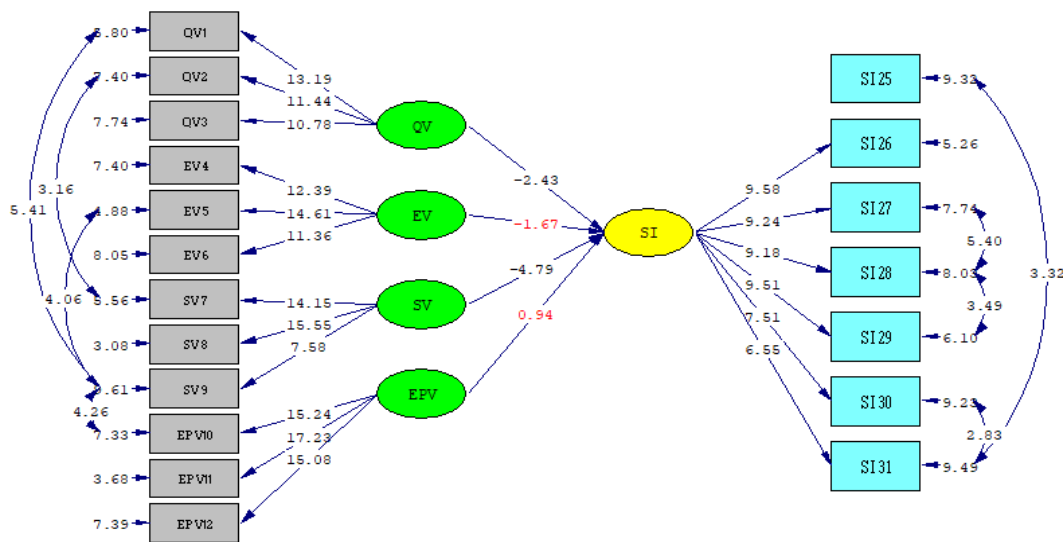 5.80 QV1
7.40 QV2
7.74 QV3
7.40 EV4
4.88 EV5
8.05 EV6
5.56 SV7
3.08 SV8
SV9
7.33 EPV10
3.68 EPV11
7.39 EPV12
3.16
5.41
4.06
4.26
13.19
11.44
10.78
12.39
14.61
11.36
14.15
15.55
7.58
15.24
17.23
15.08
QV
EV
SV
EPV
-2.43
-1.67
-4.79
0.94
SI
9.58
9.24
9.18
9.51
7.51
6.55
SI25 9.33
SI26 5.26
SI27 7.74
SI28 8.03
SI29 6.10
SI30 9.23
SI31 9.49
5.40
3.49
2.83
3.32